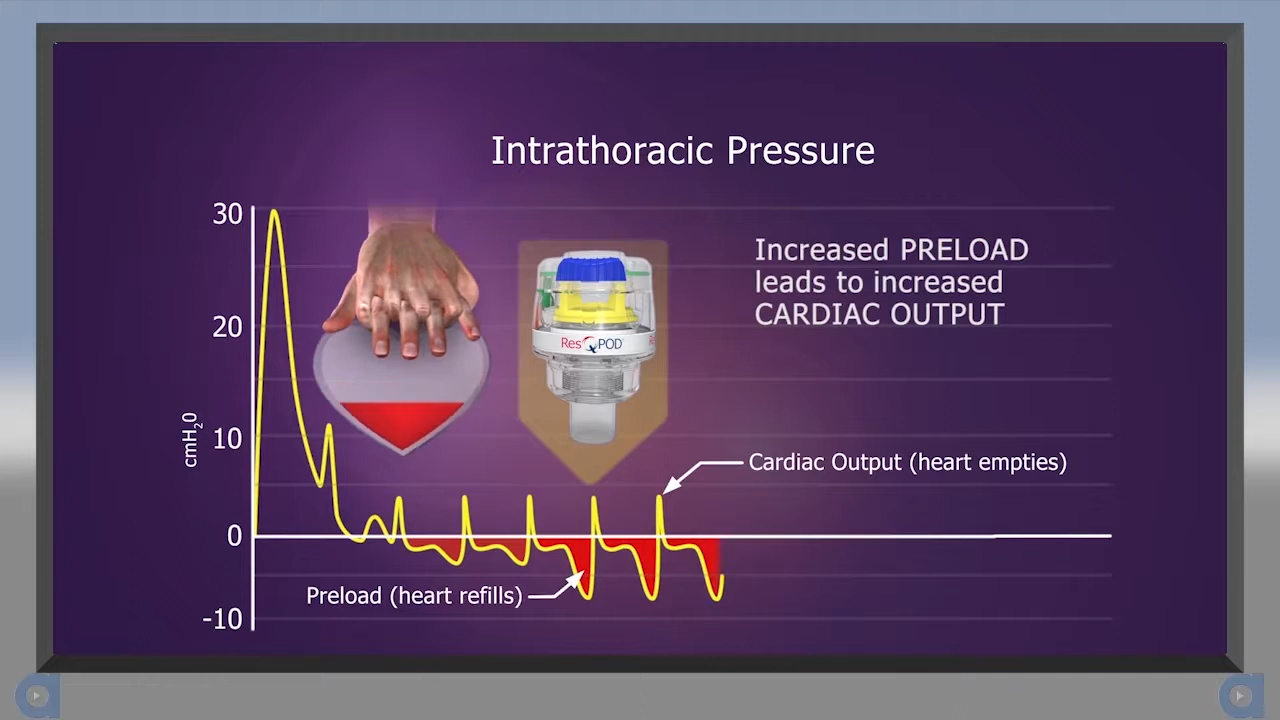 Intrathoracic Pressure
30
20
10
0
-10
cmH₂0
Increased PRELOAD
leads to increased
CARDIAC OUTPUT
ResQPOD
Cardiac Output (heart empties)
Preload (heart refills)